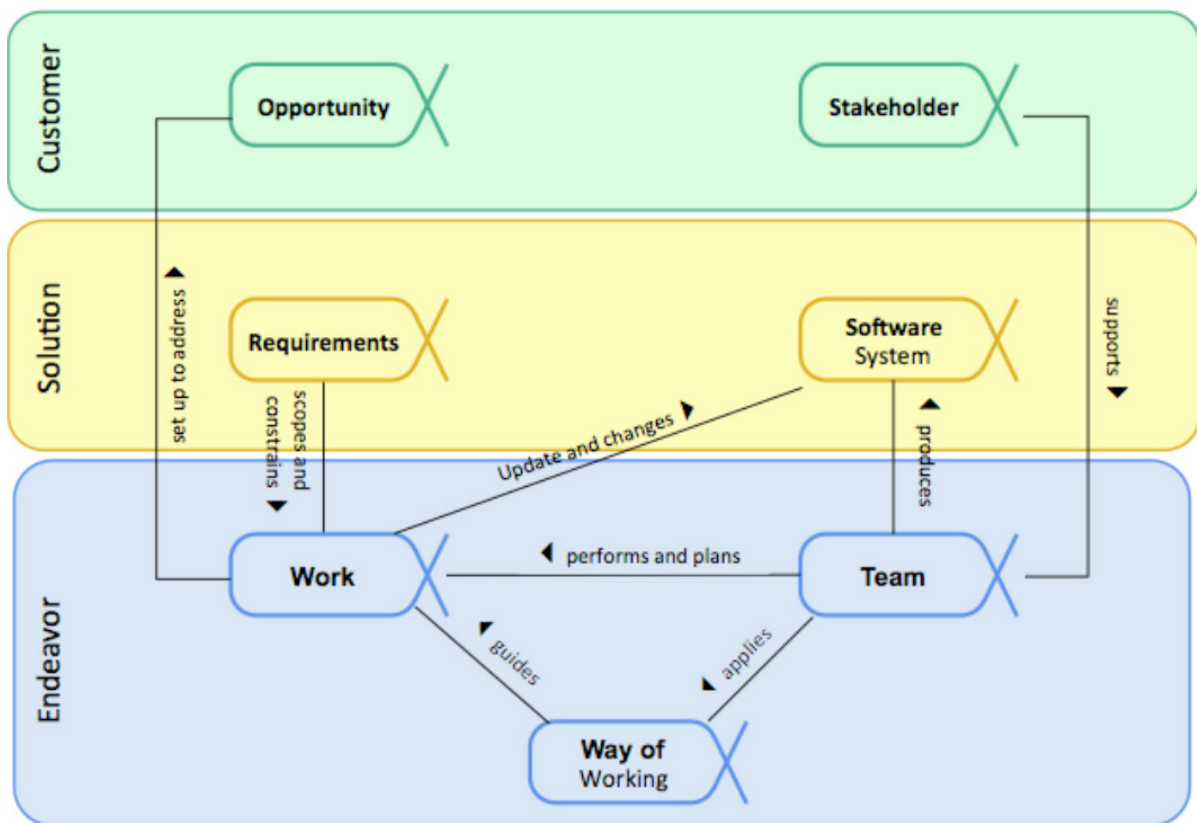 Customer
Opportunity
Stakeholder
Solution
set up to address
Requirements
scopes and
constrains
Update and changes
Software
System
produces
supports
Endeavor
Work
performs and plans
Team
guides
applies
Way of
Working